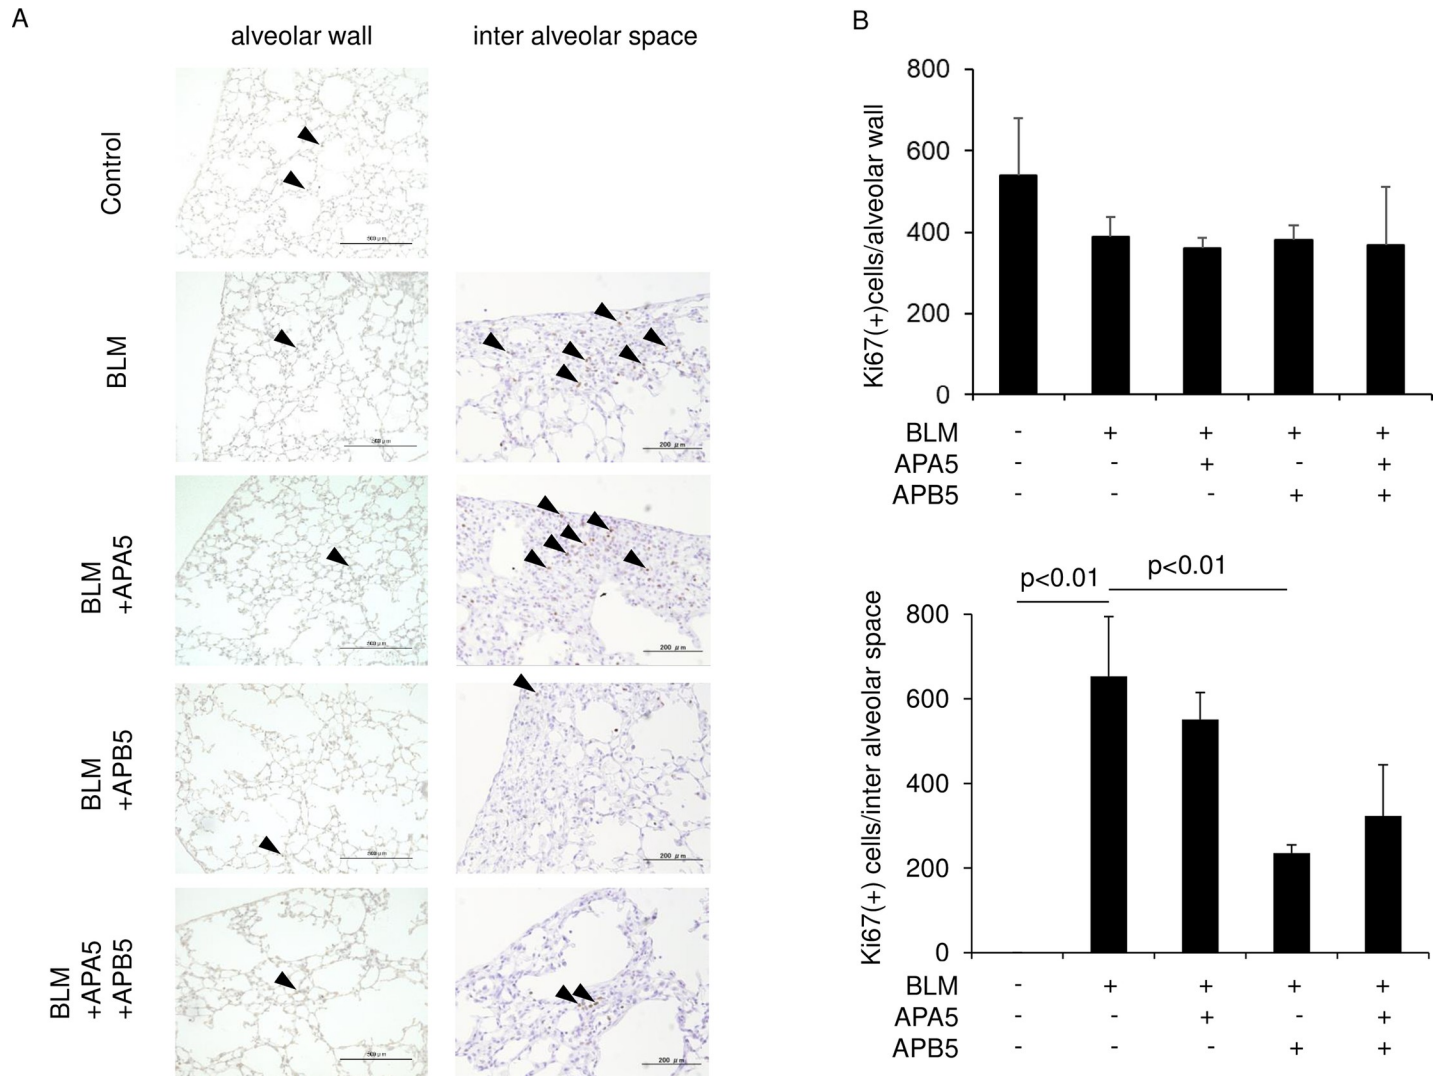 A
alveolar wall
inter alveolar space
Control
BLM
200 μm
BLM
+APA5
200 μm
BLM
+APB5
200 μm
BLM
+APA5
+APB5
200 μm
B
Ki67(+)cells/alveolar wall
800
600
400
200
0
BLM - + + + +
APA5 - - + - +
APB5 - - - + +
p<0.01
p<0.01
Ki67(+) cells/inter alveolar space
800
600
400
200
0
BLM - + + + +
APA5 - - + - +
APB5 - - - + +